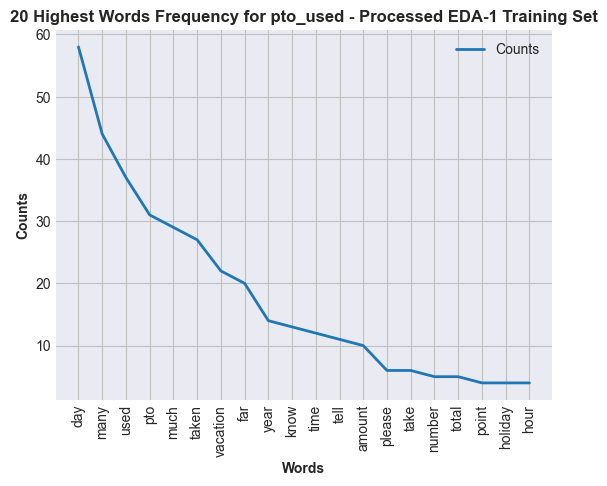 20 Highest Words Frequency for pto_used - Processed EDA-1 Training Set
Counts
60
50
40
30
20
10
Counts
day
many
used
pto
much
taken
vacation
far
year
know
time
tell
amount
please
take
number
total
point
holiday
hour
Words